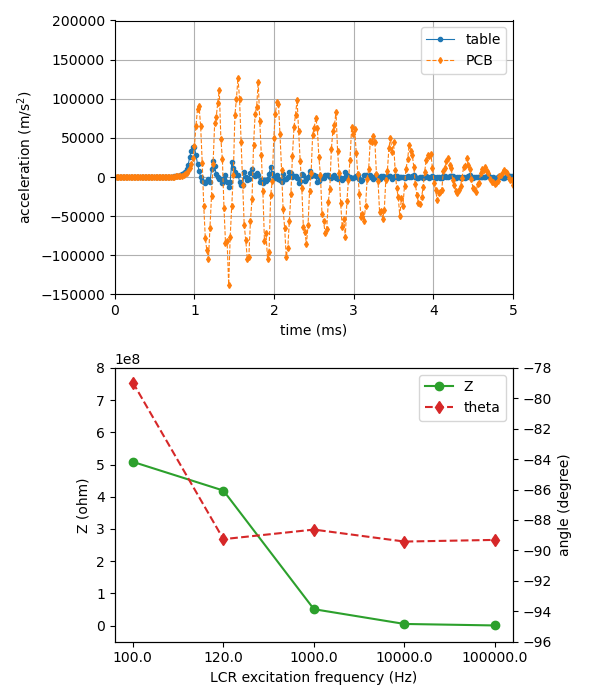 200000
150000
100000
50000
0
−50000
−100000
−150000
acceleration (m/s²)
table
PCB
0 1 2 3 4 5
time (ms)
1e8
8
7
6
5
4
3
2
1
0
Z (ohm)
Z
theta
−78
−80
−82
−84
−86
−88
−90
−92
−94
−96
angle (degree)
100.0 120.0 1000.0 10000.0 100000.0
LCR excitation frequency (Hz)